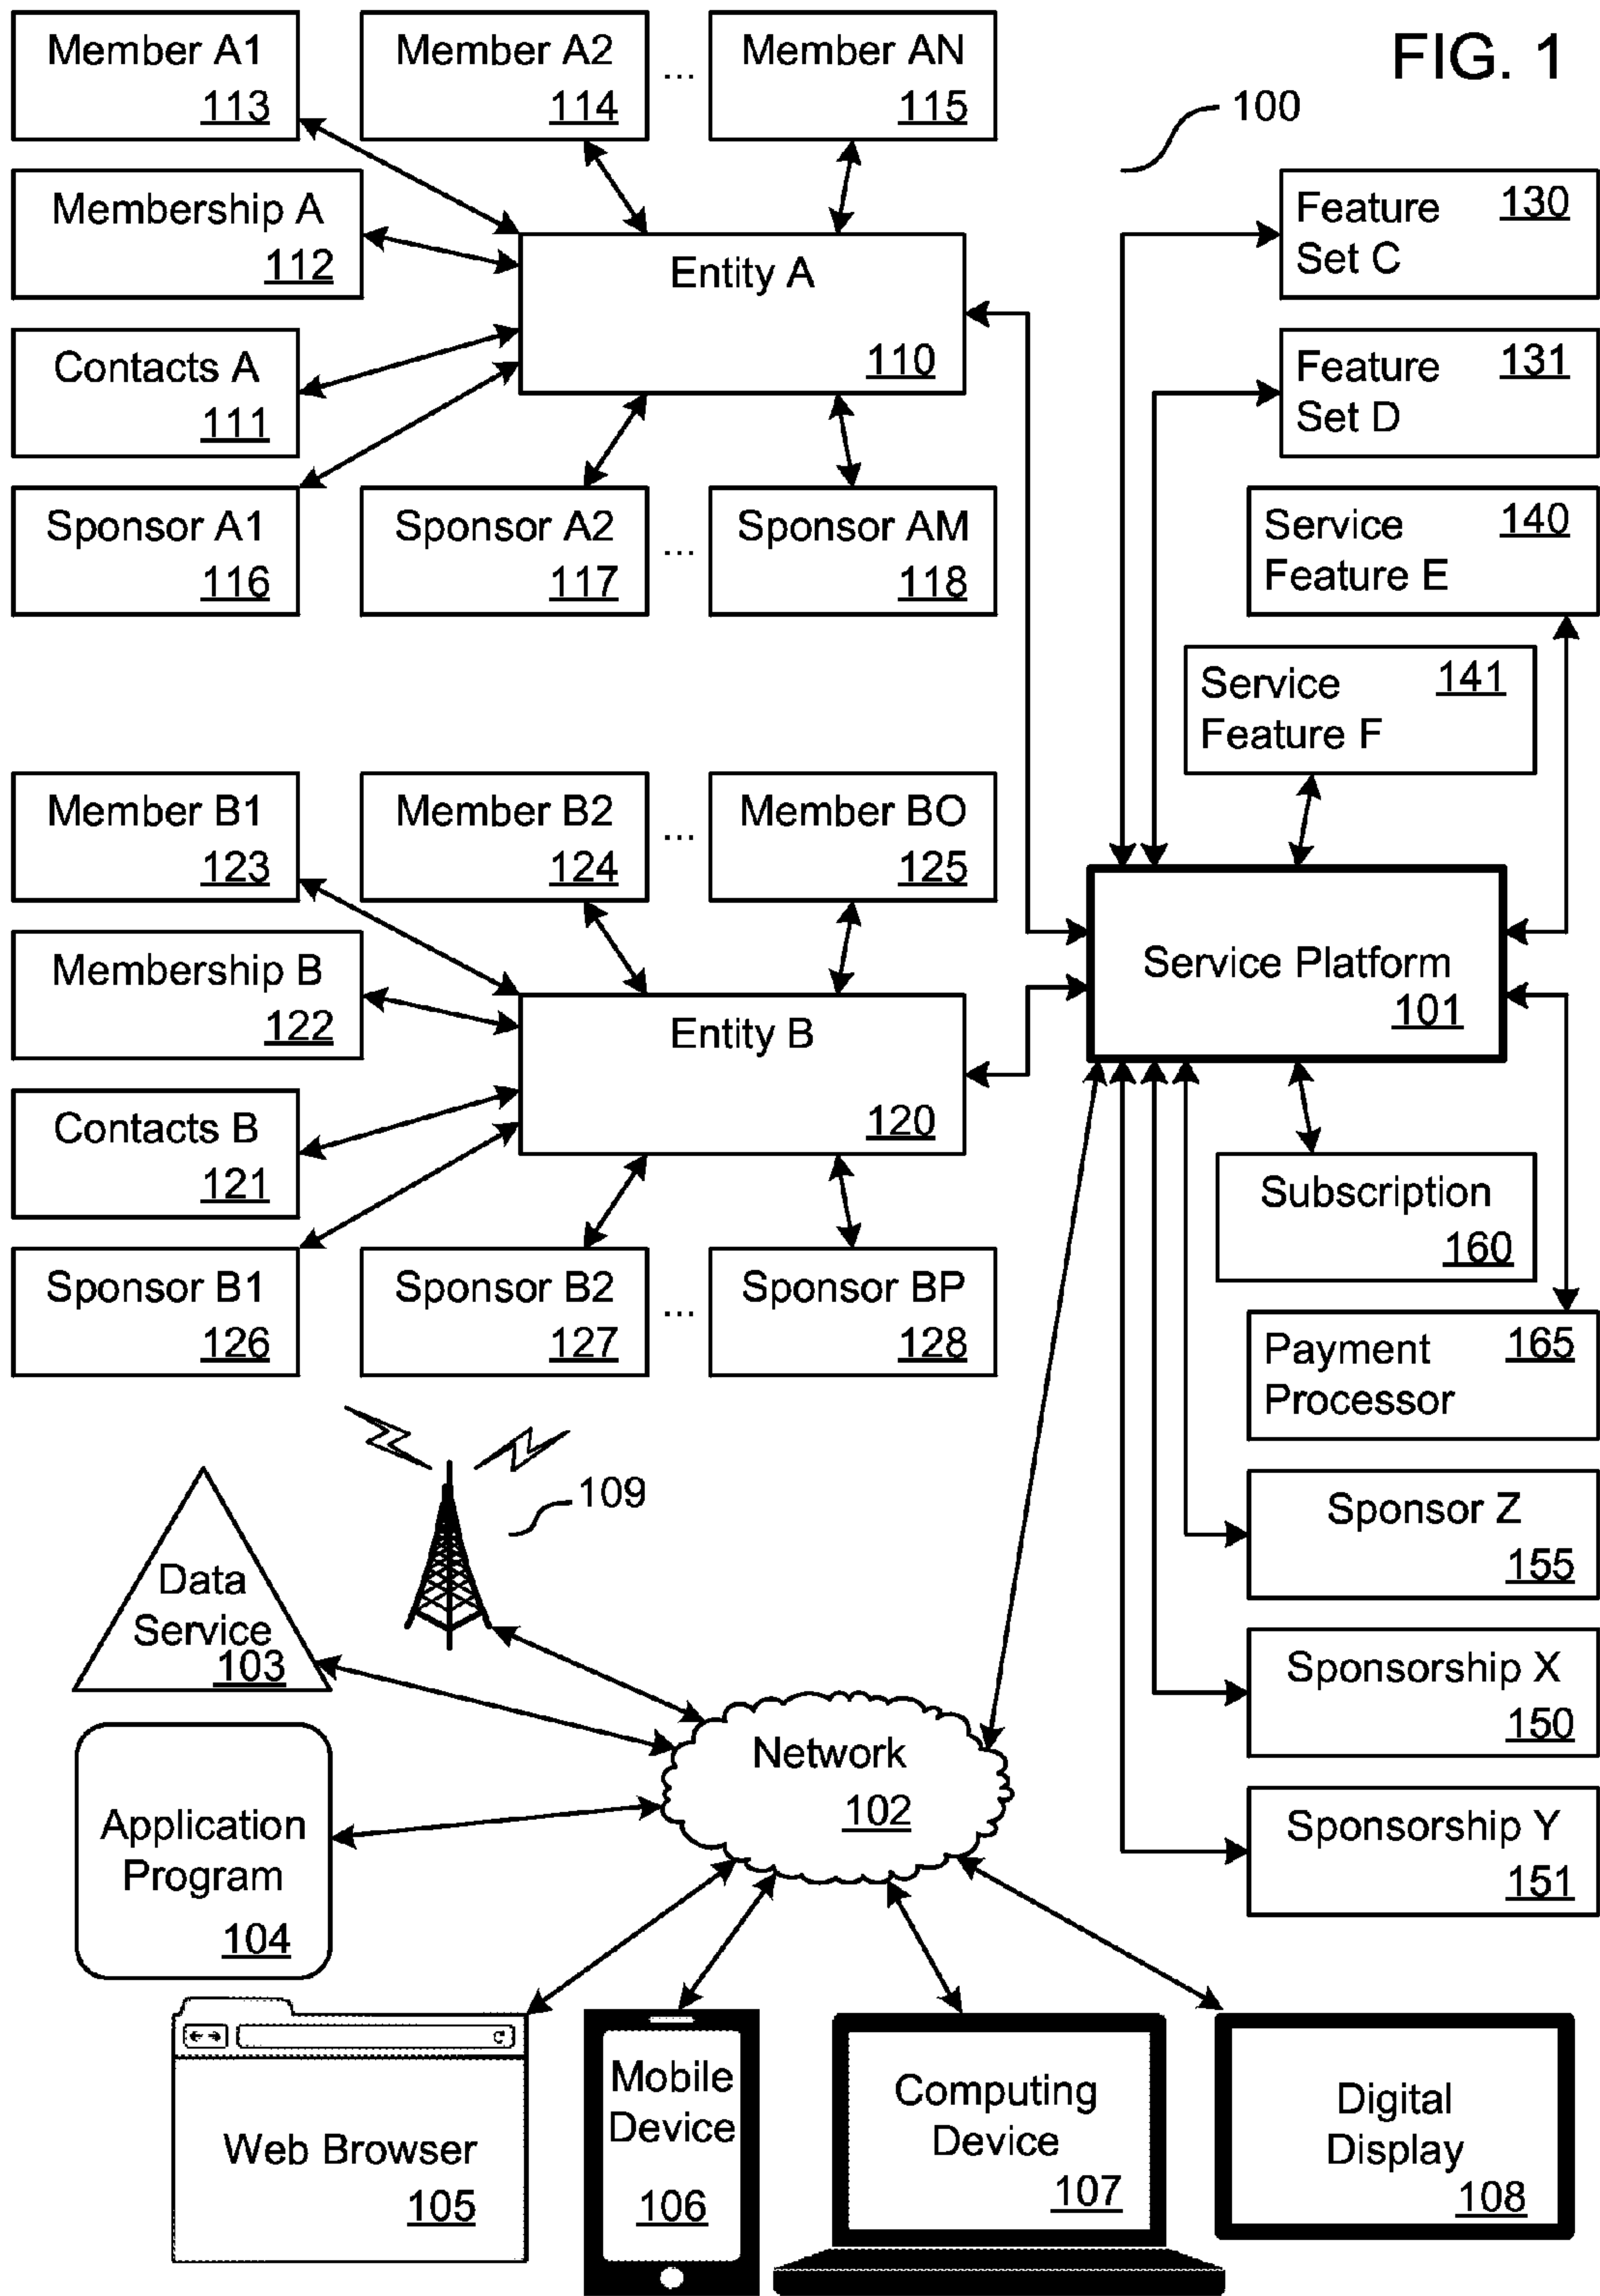 FIG. 1
100
Member A1
113
Member A2
114
...
Member AN
115
Membership A
112
Entity A
110
Contacts A
111
Sponsor A1
116
Sponsor A2
117
...
Sponsor AM
118
Feature
Set C
130
Feature
Set D
131
Service
Feature E
140
Service
Feature F
141
Member B1
123
Member B2
124
...
Member BO
125
Membership B
122
Entity B
120
Contacts B
121
Sponsor B1
126
Sponsor B2
127
...
Sponsor BP
128
Service Platform
101
Subscription
160
Payment
Processor
165
Sponsor Z
155
Sponsorship X
150
Sponsorship Y
151
109
Data
Service
103
Network
102
Application
Program
104
Web Browser
105
Mobile
Device
106
Computing
Device
107
Digital
Display
108